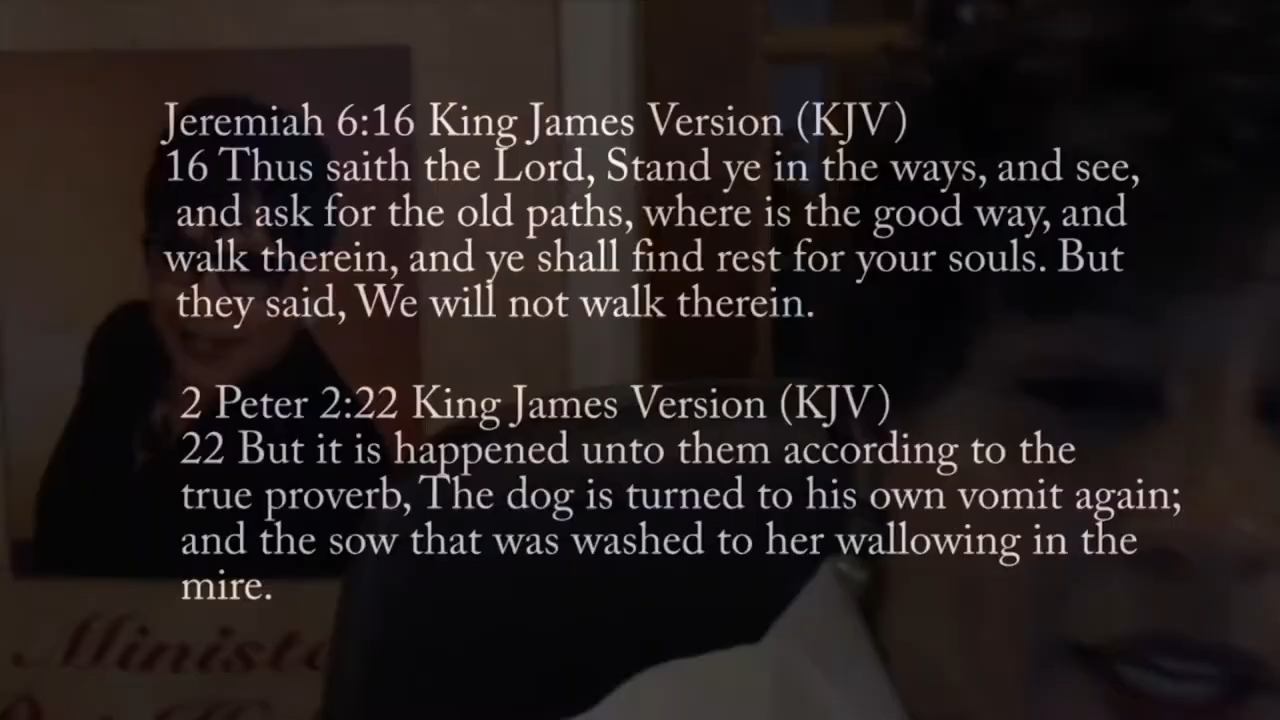 Jeremiah 6:16 King James Version (KJV)
16 Thus saith the Lord, Stand ye in the ways, and see,
and ask for the old paths, where is the good way, and
walk therein, and ye shall find rest for your souls. But
they said, We will not walk therein.
2 Peter 2:22 King James Version (KJV)
22 But it is happened unto them according to the
true proverb, The dog is turned to his own vomit again;
and the sow that was washed to her wallowing in the
mire.